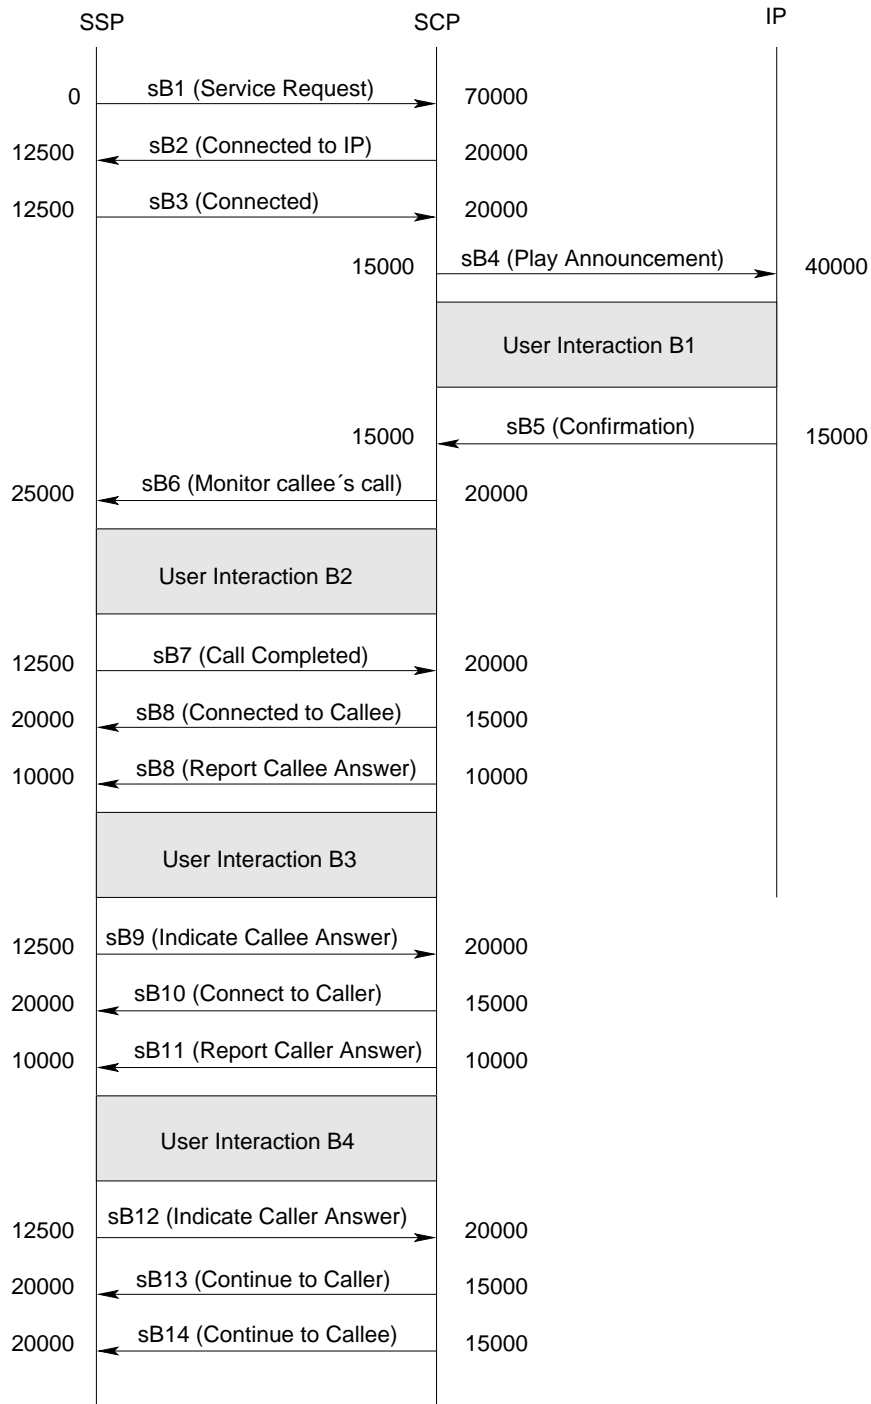 SSP SCP IP
0 sB1 (Service Request) 70000
12500 sB2 (Connected to IP) 20000
12500 sB3 (Connected) 20000
15000 sB4 (Play Announcement) 40000
User Interaction B1
15000 sB5 (Confirmation) 15000
25000 sB6 (Monitor callee´s call) 20000
User Interaction B2
12500 sB7 (Call Completed) 20000
20000 sB8 (Connected to Callee) 15000
10000 sB8 (Report Callee Answer) 10000
User Interaction B3
12500 sB9 (Indicate Callee Answer) 20000
20000 sB10 (Connect to Caller) 15000
10000 sB11 (Report Caller Answer) 10000
User Interaction B4
12500 sB12 (Indicate Caller Answer) 20000
20000 sB13 (Continue to Caller) 15000
20000 sB14 (Continue to Callee) 15000